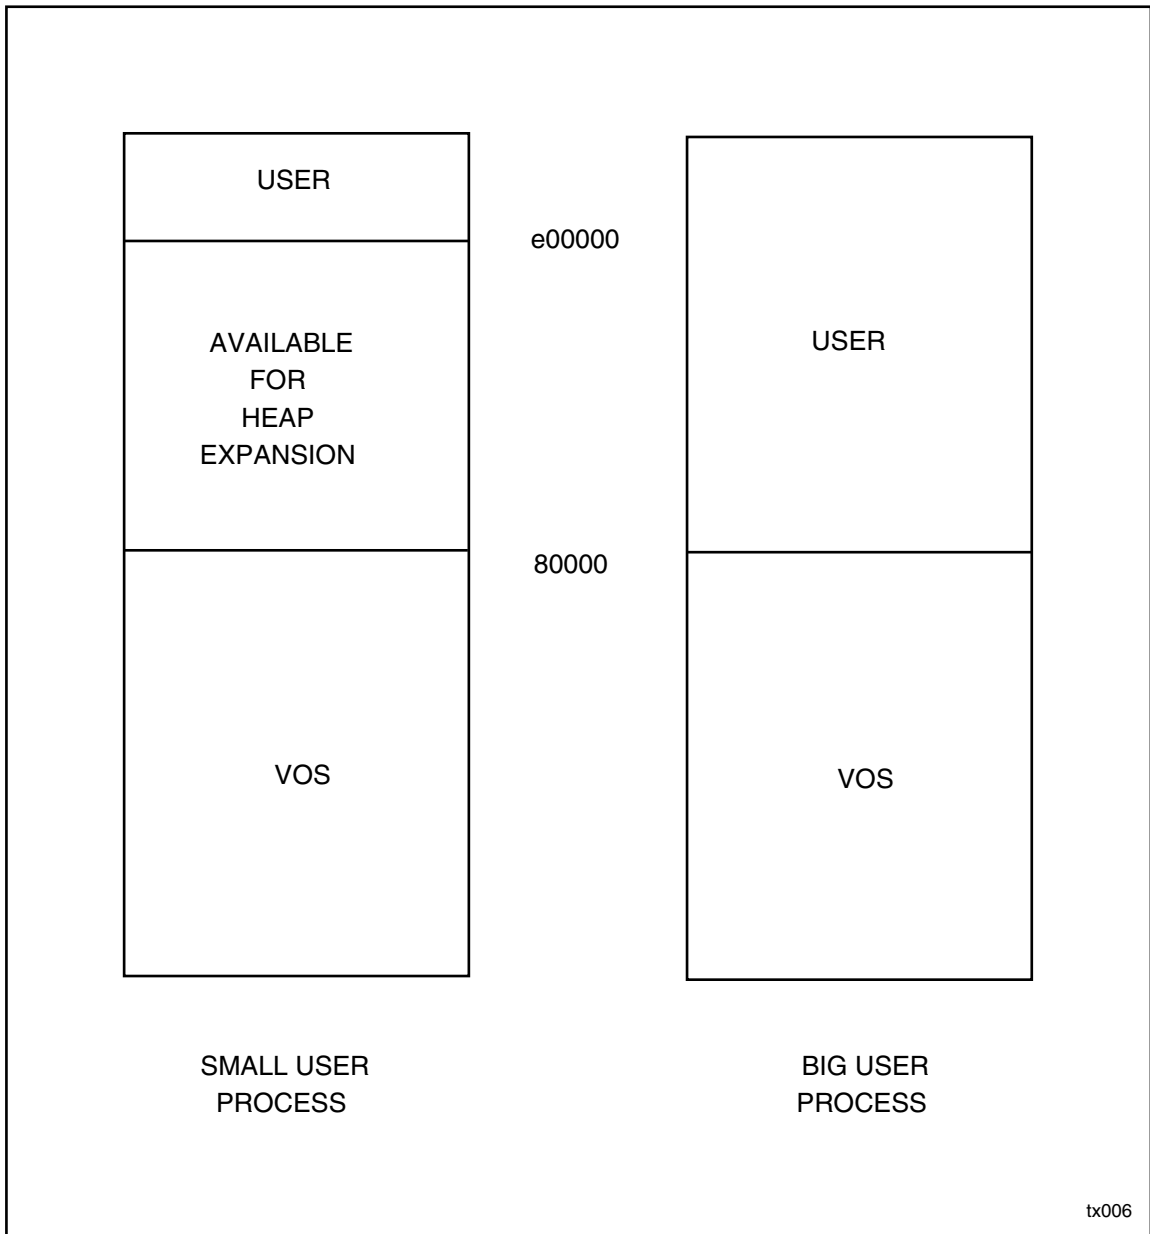 USER
AVAILABLE
FOR
HEAP
EXPANSION
VOS
e00000
80000
USER
VOS
SMALL USER
PROCESS
BIG USER
PROCESS
tx006